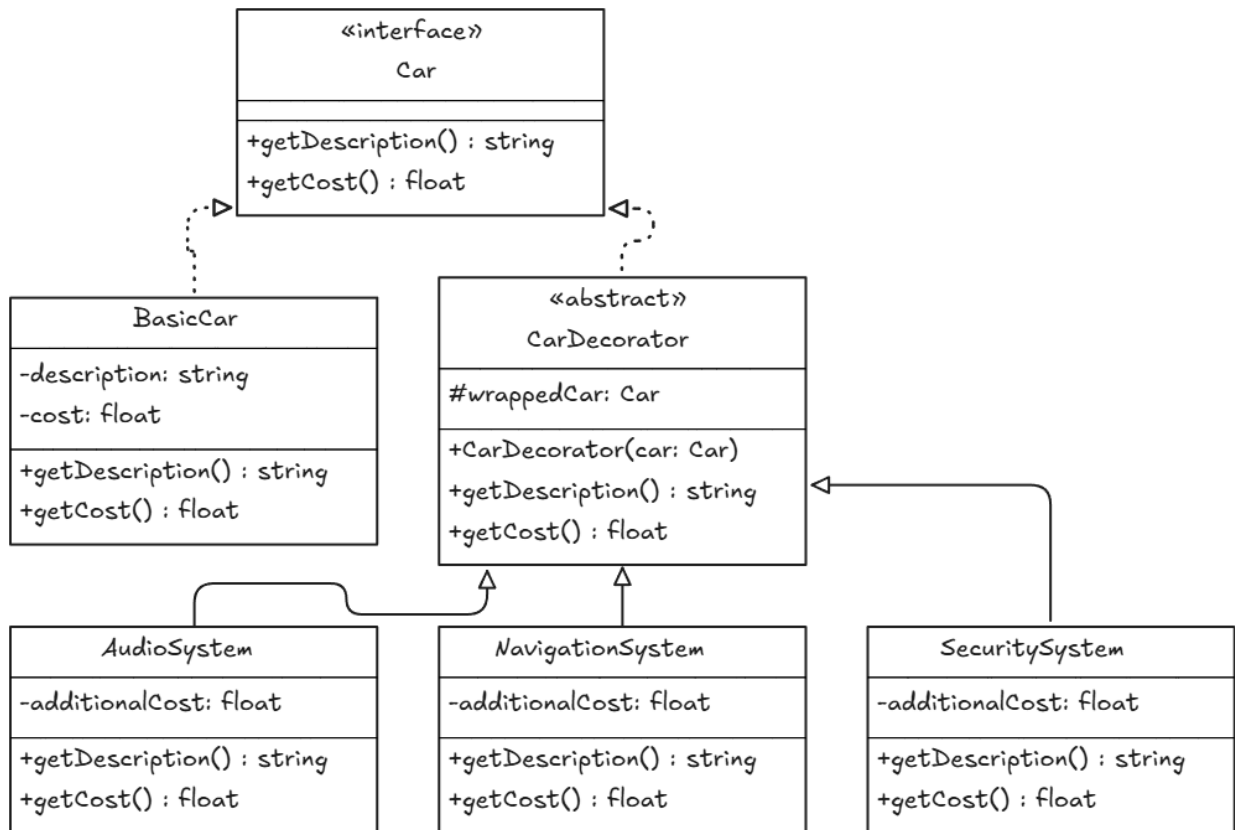 «interface»
Car
+getDescription() : string
+getCost() : float
BasicCar
-description: string
-cost: float
+getDescription() : string
+getCost() : float
«abstract»
CarDecorator
#wrappedCar: Car
+CarDecorator(car: Car)
+getDescription() : string
+getCost() : float
AudioSystem
-additionalCost: float
+getDescription() : string
+getCost() : float
NavigationSystem
-additionalCost: float
+getDescription() : string
+getCost() : float
SecuritySystem
-additionalCost: float
+getDescription() : string
+getCost() : float